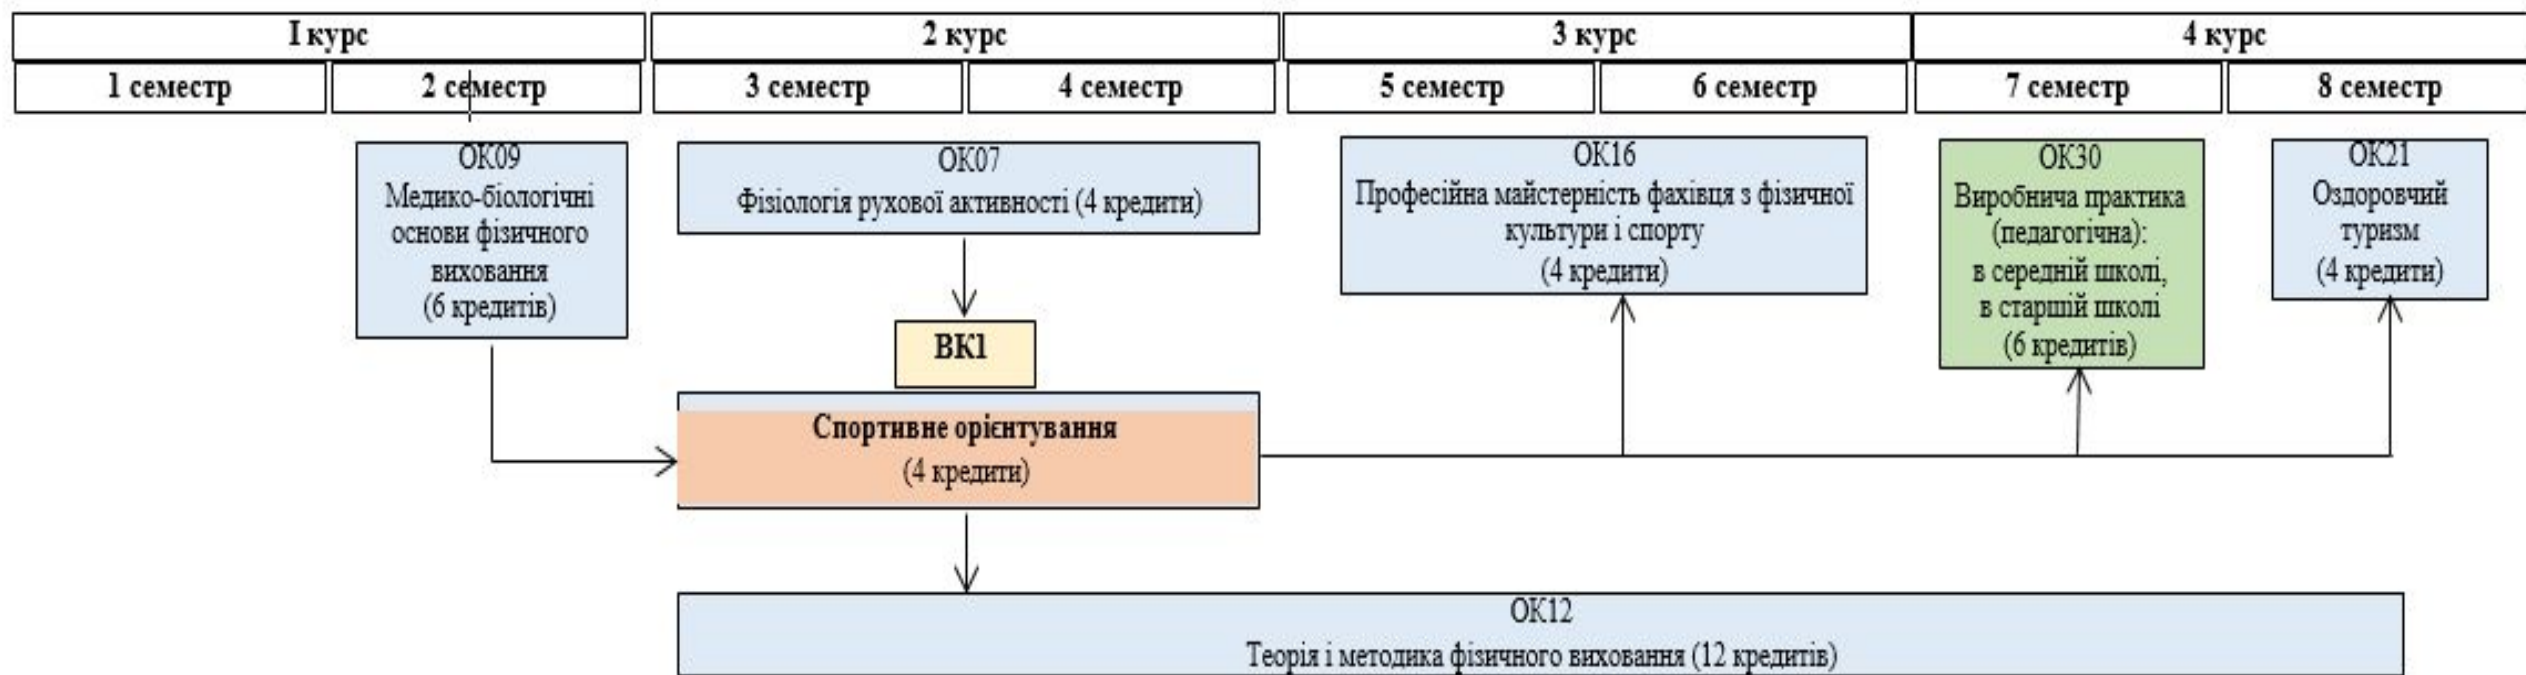 І курс
2 курс
3 курс
4 курс
1 семестр
2 семестр
3 семестр
4 семестр
5 семестр
6 семестр
7 семестр
8 семестр
ОК09
Медико-біологічні
основи фізичного
виховання
(6 кредитів)
ОК07
Фізіологія рухової активності (4 кредити)
ОК16
Професійна майстерність фахівця з фізичної
культури і спорту
(4 кредити)
ОК30
Виробнича практика
(педагогічна):
в середній школі,
в старшій школі
(6 кредитів)
ОК21
Оздоровчий
туризм
(4 кредити)
ВК1
Спортивне орієнтування
(4 кредити)
ОК12
Теорія і методика фізичного виховання (12 кредитів)